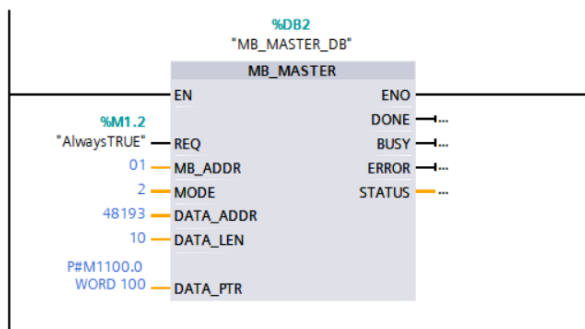 %DB2
"MB_MASTER_DB"
MB_MASTER
EN ENO
DONE ...
%M1.2
"AlwaysTRUE" REQ BUSY ...
01 MB_ADDR ERROR ...
2 MODE STATUS ...
48193 DATA_ADDR
10 DATA_LEN
P#M1100.0
WORD 100 DATA_PTR